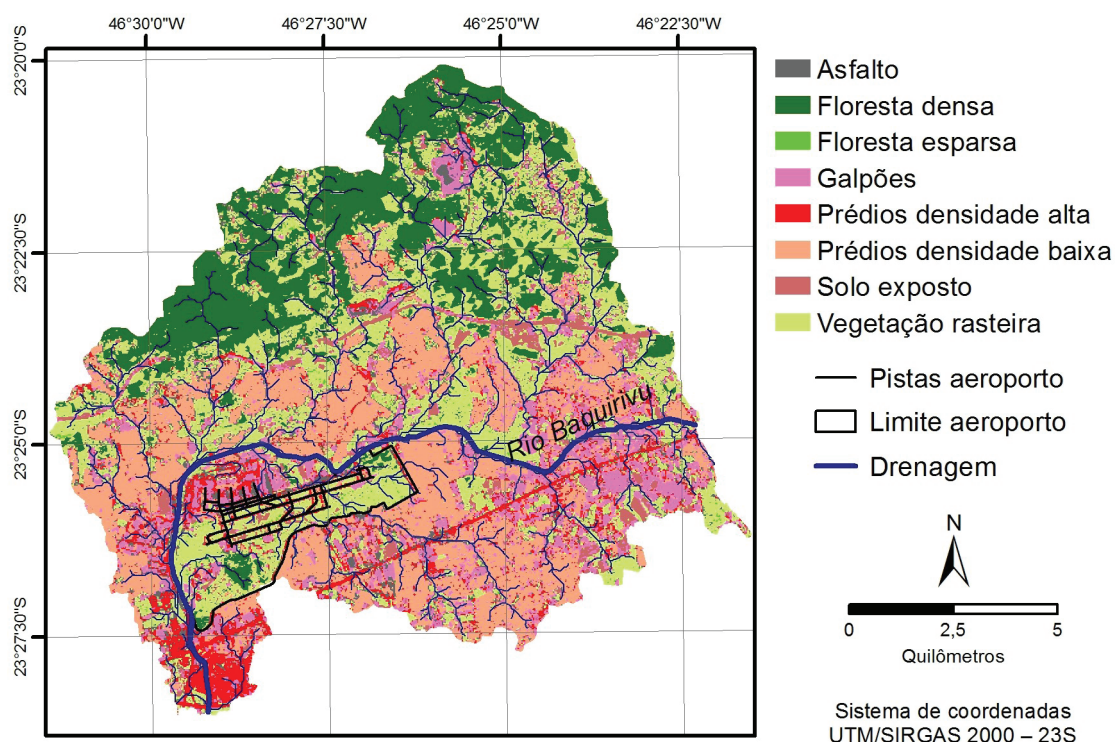 46°30'0"W 46°27'30"W 46°25'0"W 46°22'30"W
23°20'0"S
23°22'30"S
23°25'0"S
23°27'30"S
Rio Baquirivu
Asfalto
Floresta densa
Floresta esparsa
Galpões
Prédios densidade alta
Prédios densidade baixa
Solo exposto
Vegetação rasteira
Pistas aeroporto
Limite aeroporto
Drenagem
N
0 2,5 5
Quilômetros
Sistema de coordenadas
UTM/SIRGAS 2000 – 23S